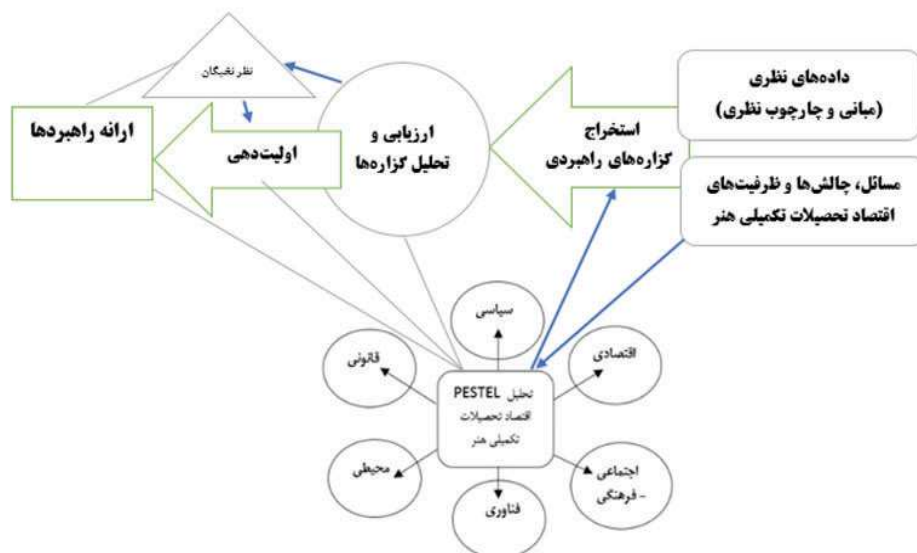 داده‌های نظری
(مبانی و چارچوب نظری)
مسائل، چالش‌ها و ظرفیت‌های
اقتصاد تحصیلات تکمیلی هنر
استخراج
گزاره‌های راهبردی
ارزیابی و
تحلیل گزاره‌ها
نظر نخبگان
اولیت‌دهی
ارائه راهبردها
سیاسی
اقتصادی
قانونی
تحلیل PESTEL
اقتصاد تحصیلات
تکمیلی هنر
اجتماعی
- فرهنگی
محیطی
فناوری